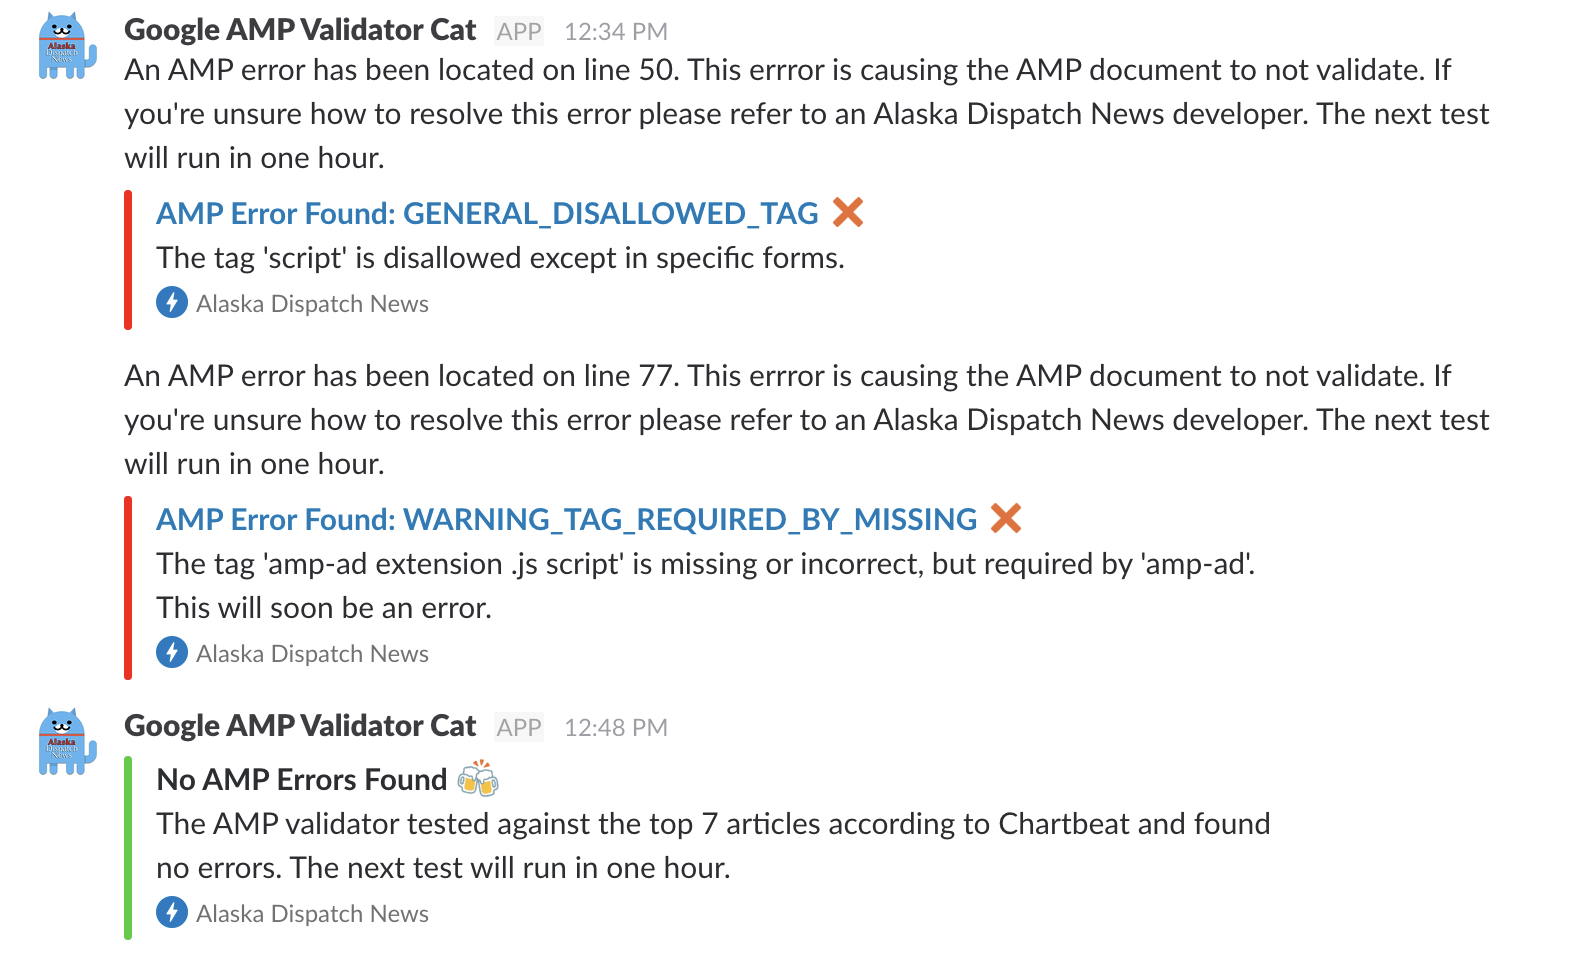 Google AMP Validator Cat APP 12:34 PM
Alaska
Dispatch
News
An AMP error has been located on line 50. This errror is causing the AMP document to not validate. If
you're unsure how to resolve this error please refer to an Alaska Dispatch News developer. The next test
will run in one hour.
AMP Error Found: GENERAL_DISALLOWED_TAG ❌
The tag 'script' is disallowed except in specific forms.
Alaska Dispatch News
An AMP error has been located on line 77. This errror is causing the AMP document to not validate. If
you're unsure how to resolve this error please refer to an Alaska Dispatch News developer. The next test
will run in one hour.
AMP Error Found: WARNING_TAG_REQUIRED_BY_MISSING ❌
The tag 'amp-ad extension .js script' is missing or incorrect, but required by 'amp-ad'.
This will soon be an error.
Alaska Dispatch News
Google AMP Validator Cat APP 12:48 PM
Alaska
Dispatch
News
No AMP Errors Found 🍻
The AMP validator tested against the top 7 articles according to Chartbeat and found
no errors. The next test will run in one hour.
Alaska Dispatch News